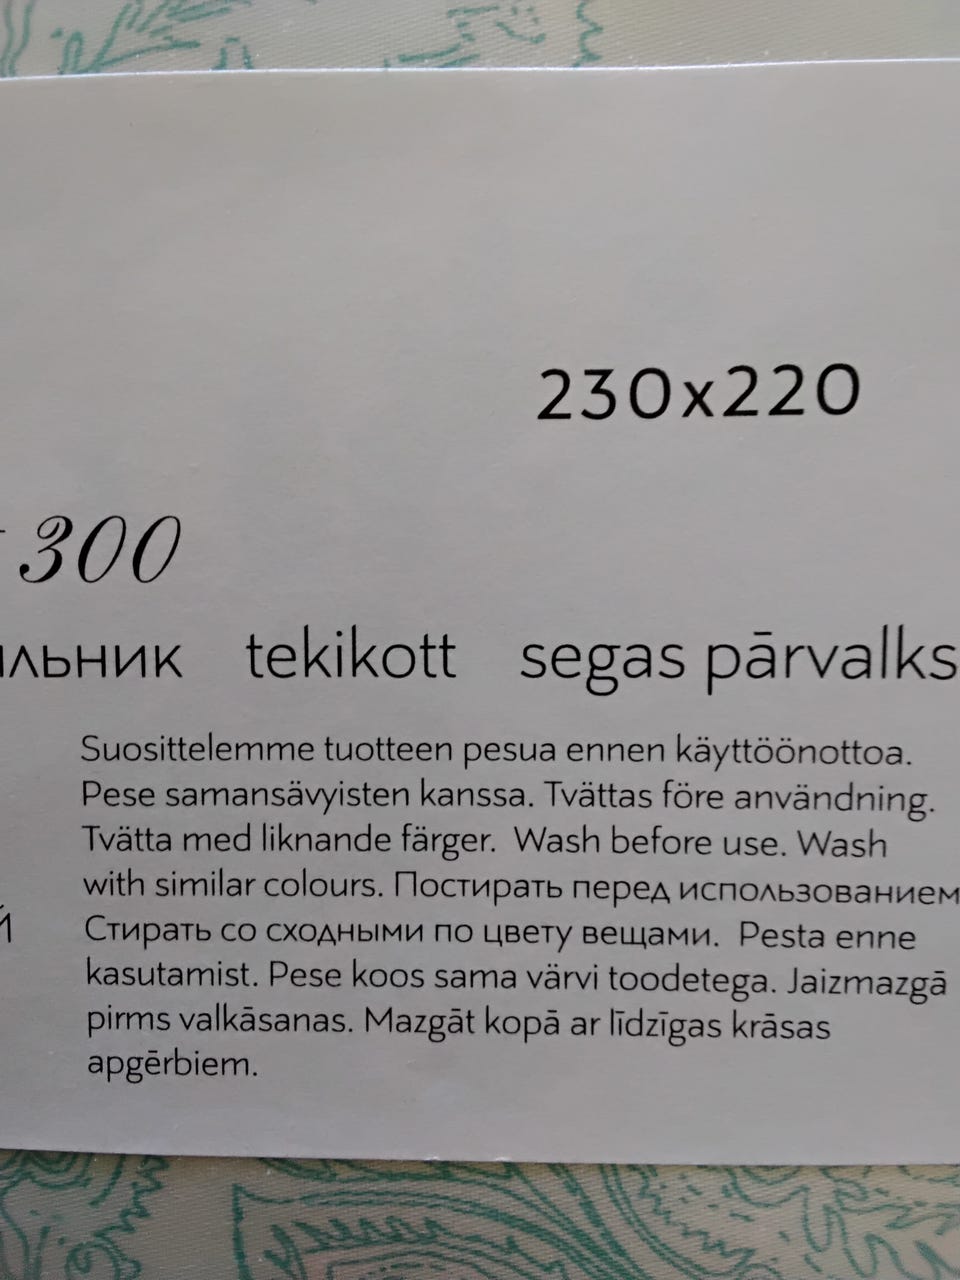 230x220
300
tekikott segas pārvalks
Suosittelemme tuotteen pesua ennen käyttöönottoa.
Pese samansävyisten kanssa. Tvättas före användning.
Tvätta med liknande färger. Wash before use. Wash
with similar colours. Постирать перед использованием
Стирать со сходными по цвету вещами. Pesta enne
kasutamist. Pese koos sama värvi toodetega. Jaizmazgā
pirms valkāsanas. Mazgāt kopā ar līdzīgas krāsas
apgērbiem.